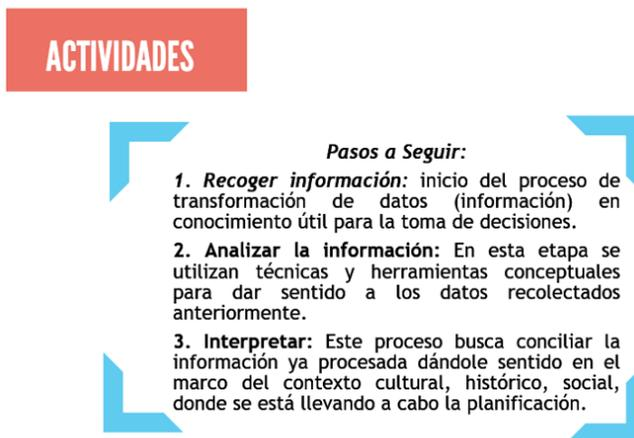 ACTIVIDADES
Pasos a Seguir:
1. Recoger información: inicio del proceso de
transformación de datos (información) en
conocimiento útil para la toma de decisiones.
2. Analizar la información: En esta etapa se
utilizan técnicas y herramientas conceptuales
para dar sentido a los datos recolectados
anteriormente.
3. Interpretar: Este proceso busca conciliar la
información ya procesada dándole sentido en el
marco del contexto cultural, histórico, social,
donde se está llevando a cabo la planificación.